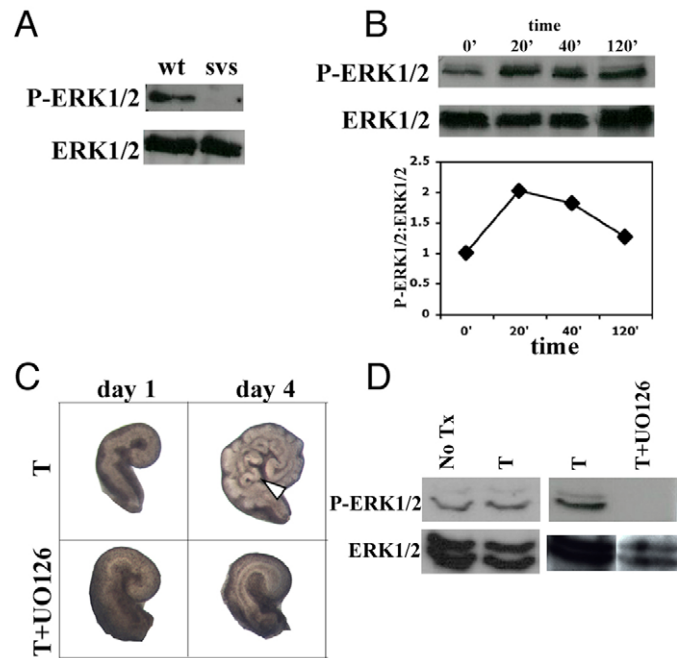 A
wt svs
P-ERK1/2
ERK1/2
B
time
0' 20' 40' 120'
P-ERK1/2
ERK1/2
P-ERK1/2:ERK1/2
2.5
2
1.5
1
0.5
0
0' 20' 40' 120'
time
C
day 1 day 4
T
T+UO126
D
No Tx T T T+UO126
P-ERK1/2
ERK1/2